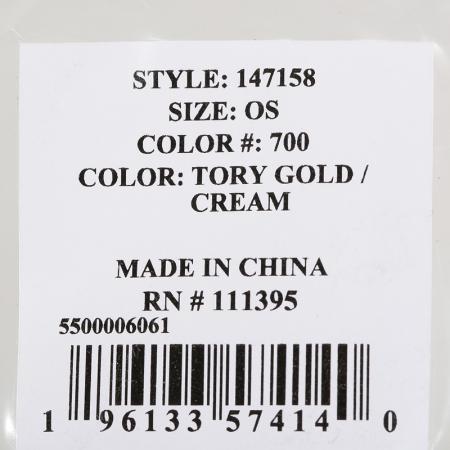 STYLE: 147158
SIZE: OS
COLOR #: 700
COLOR: TORY GOLD /
CREAM
MADE IN CHINA
RN # 111395
5500006061
1 96133 57414 0